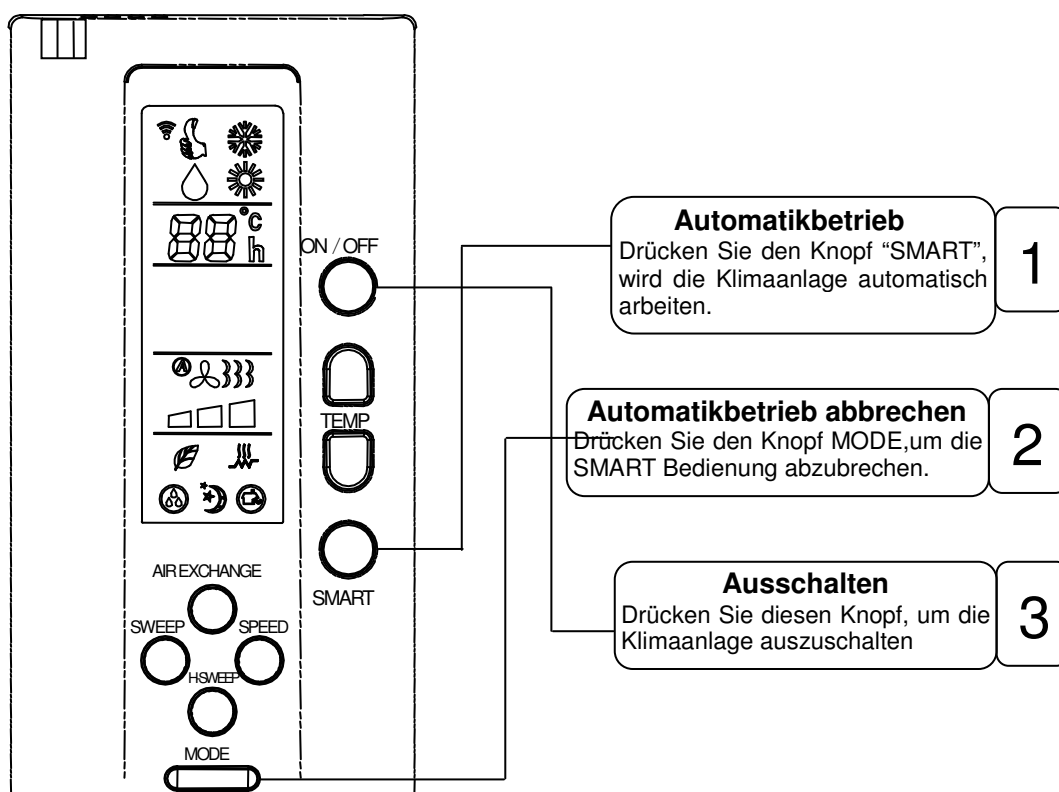 88°C
h
ON / OFF
TEMP
SMART
AIR EXCHANGE
SWEEP
SPEED
H-SWEEP
MODE
Automatikbetrieb
Drücken Sie den Knopf “SMART”,
wird die Klimaanlage automatisch
arbeiten.
1
Automatikbetrieb abbrechen
Drücken Sie den Knopf MODE,um die
SMART Bedienung abzubrechen.
2
Ausschalten
Drücken Sie diesen Knopf, um die
Klimaanlage auszuschalten
3